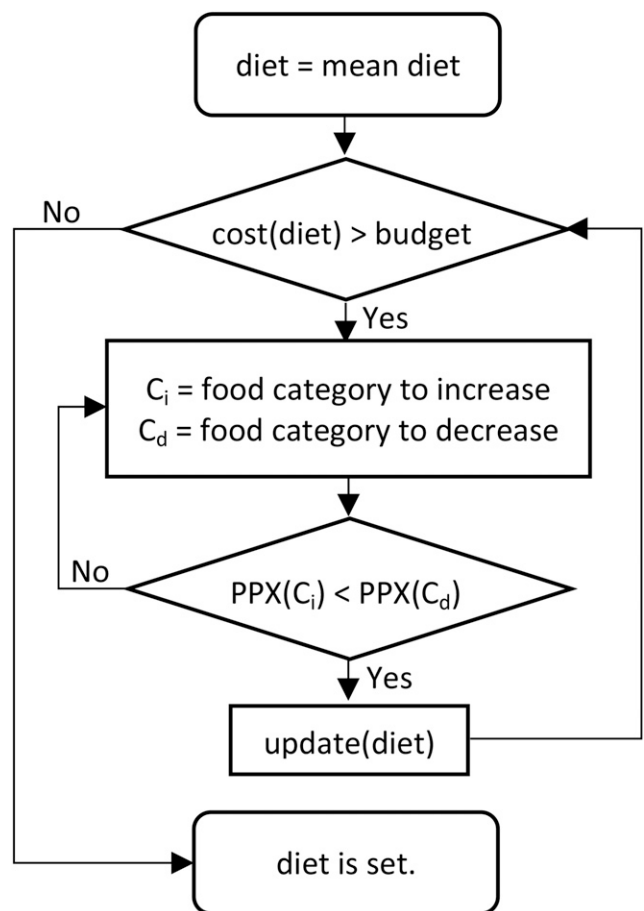 diet = mean diet
No
cost(diet) > budget
Yes
Cᵢ = food category to increase
C_d = food category to decrease
No
PPX(Cᵢ) < PPX(C_d)
Yes
update(diet)
diet is set.